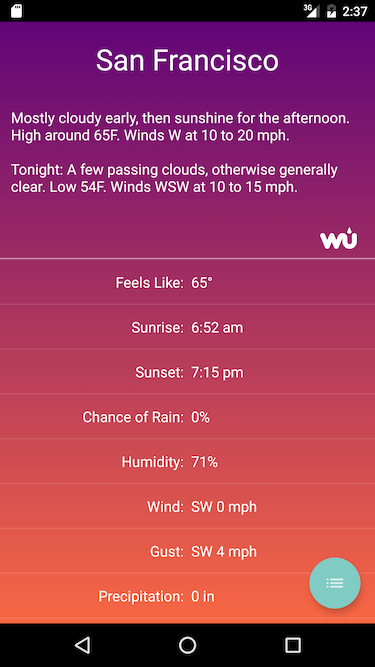 3G 2:37
San Francisco
Mostly cloudy early, then sunshine for the afternoon.
High around 65F. Winds W at 10 to 20 mph.
Tonight: A few passing clouds, otherwise generally
clear. Low 54F. Winds WSW at 10 to 15 mph.
wu
Feels Like: 65°
Sunrise: 6:52 am
Sunset: 7:15 pm
Chance of Rain: 0%
Humidity: 71%
Wind: SW 0 mph
Gust: SW 4 mph
Precipitation: 0 in